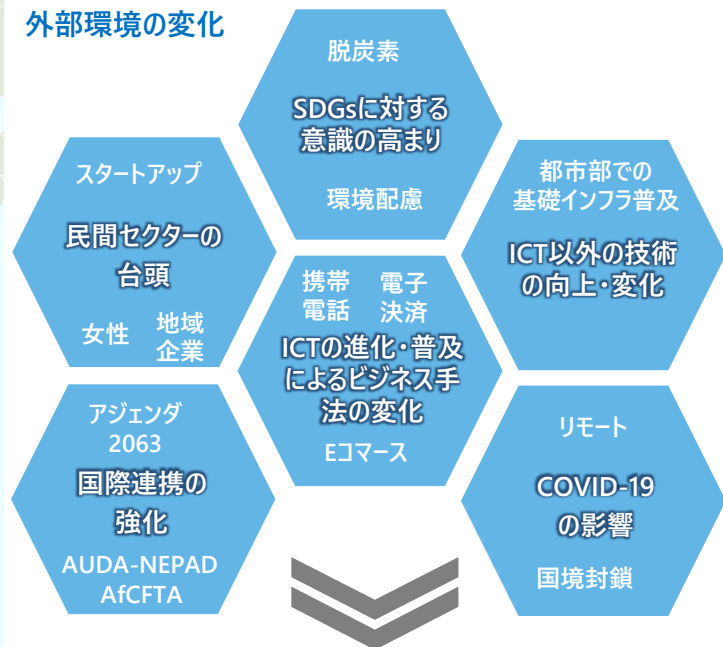 外部環境の変化
脱炭素
SDGsに対する
意識の高まり
環境配慮
スタートアップ
民間セクターの
台頭
女性
地域
企業
都市部での
基礎インフラ普及
ICT以外の技術
の向上・変化
携帯
電話
電子
決済
ICTの進化・普及
によるビジネス手
法の変化
Eコマース
アジェンダ
2063
国際連携の
強化
AUDA-NEPAD
AfCFTA
リモート
COVID-19
の影響
国境封鎖